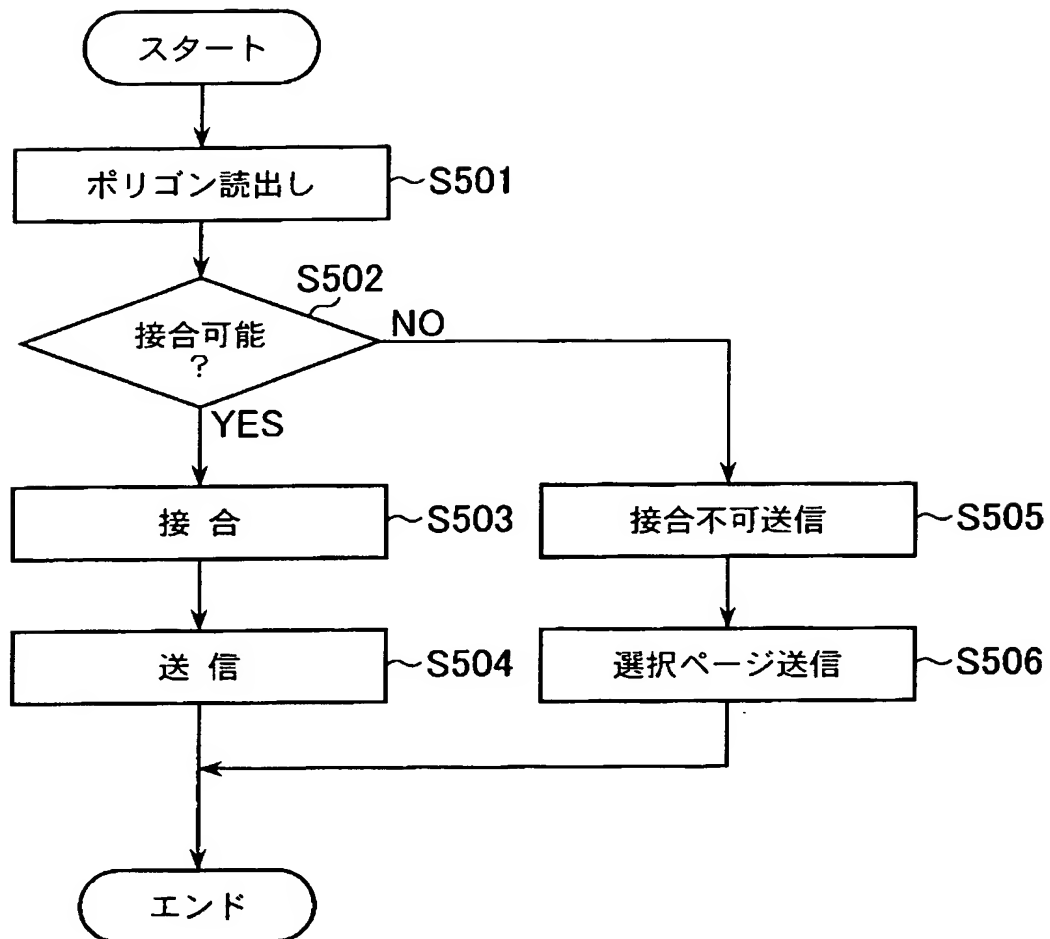 スタート
ポリゴン読出し
S501
S502
接合可能
?
NO
YES
接 合
S503
接合不可送信
S505
送 信
S504
選択ページ送信
S506
エンド